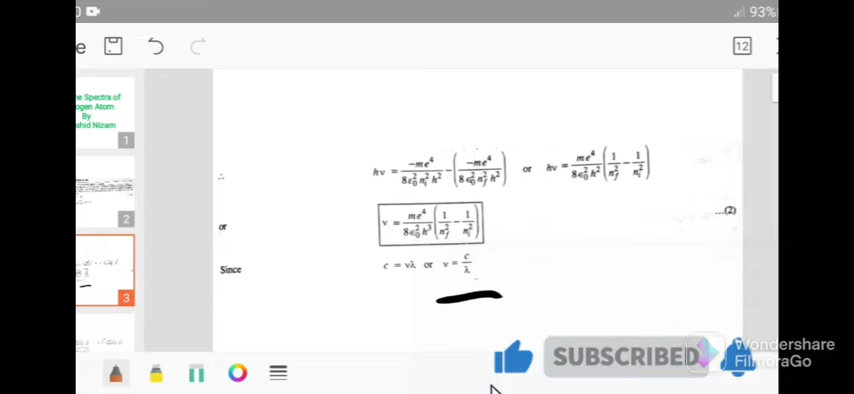 93%
12
ne Spectra of
ogen Atom
By
shid Nizam
1
2
3
∴ hν = −me⁴/8ε₀²nᵢ²h² − (−me⁴/8ε₀²n_f²h²) or hν = me⁴/8ε₀²h² (1/n_f² − 1/nᵢ²)
or ν = me⁴/8ε₀²h³ (1/n_f² − 1/nᵢ²) ...(2)
Since c = νλ or ν = c/λ
SUBSCRIBED
Wondershare
FilmoraGo